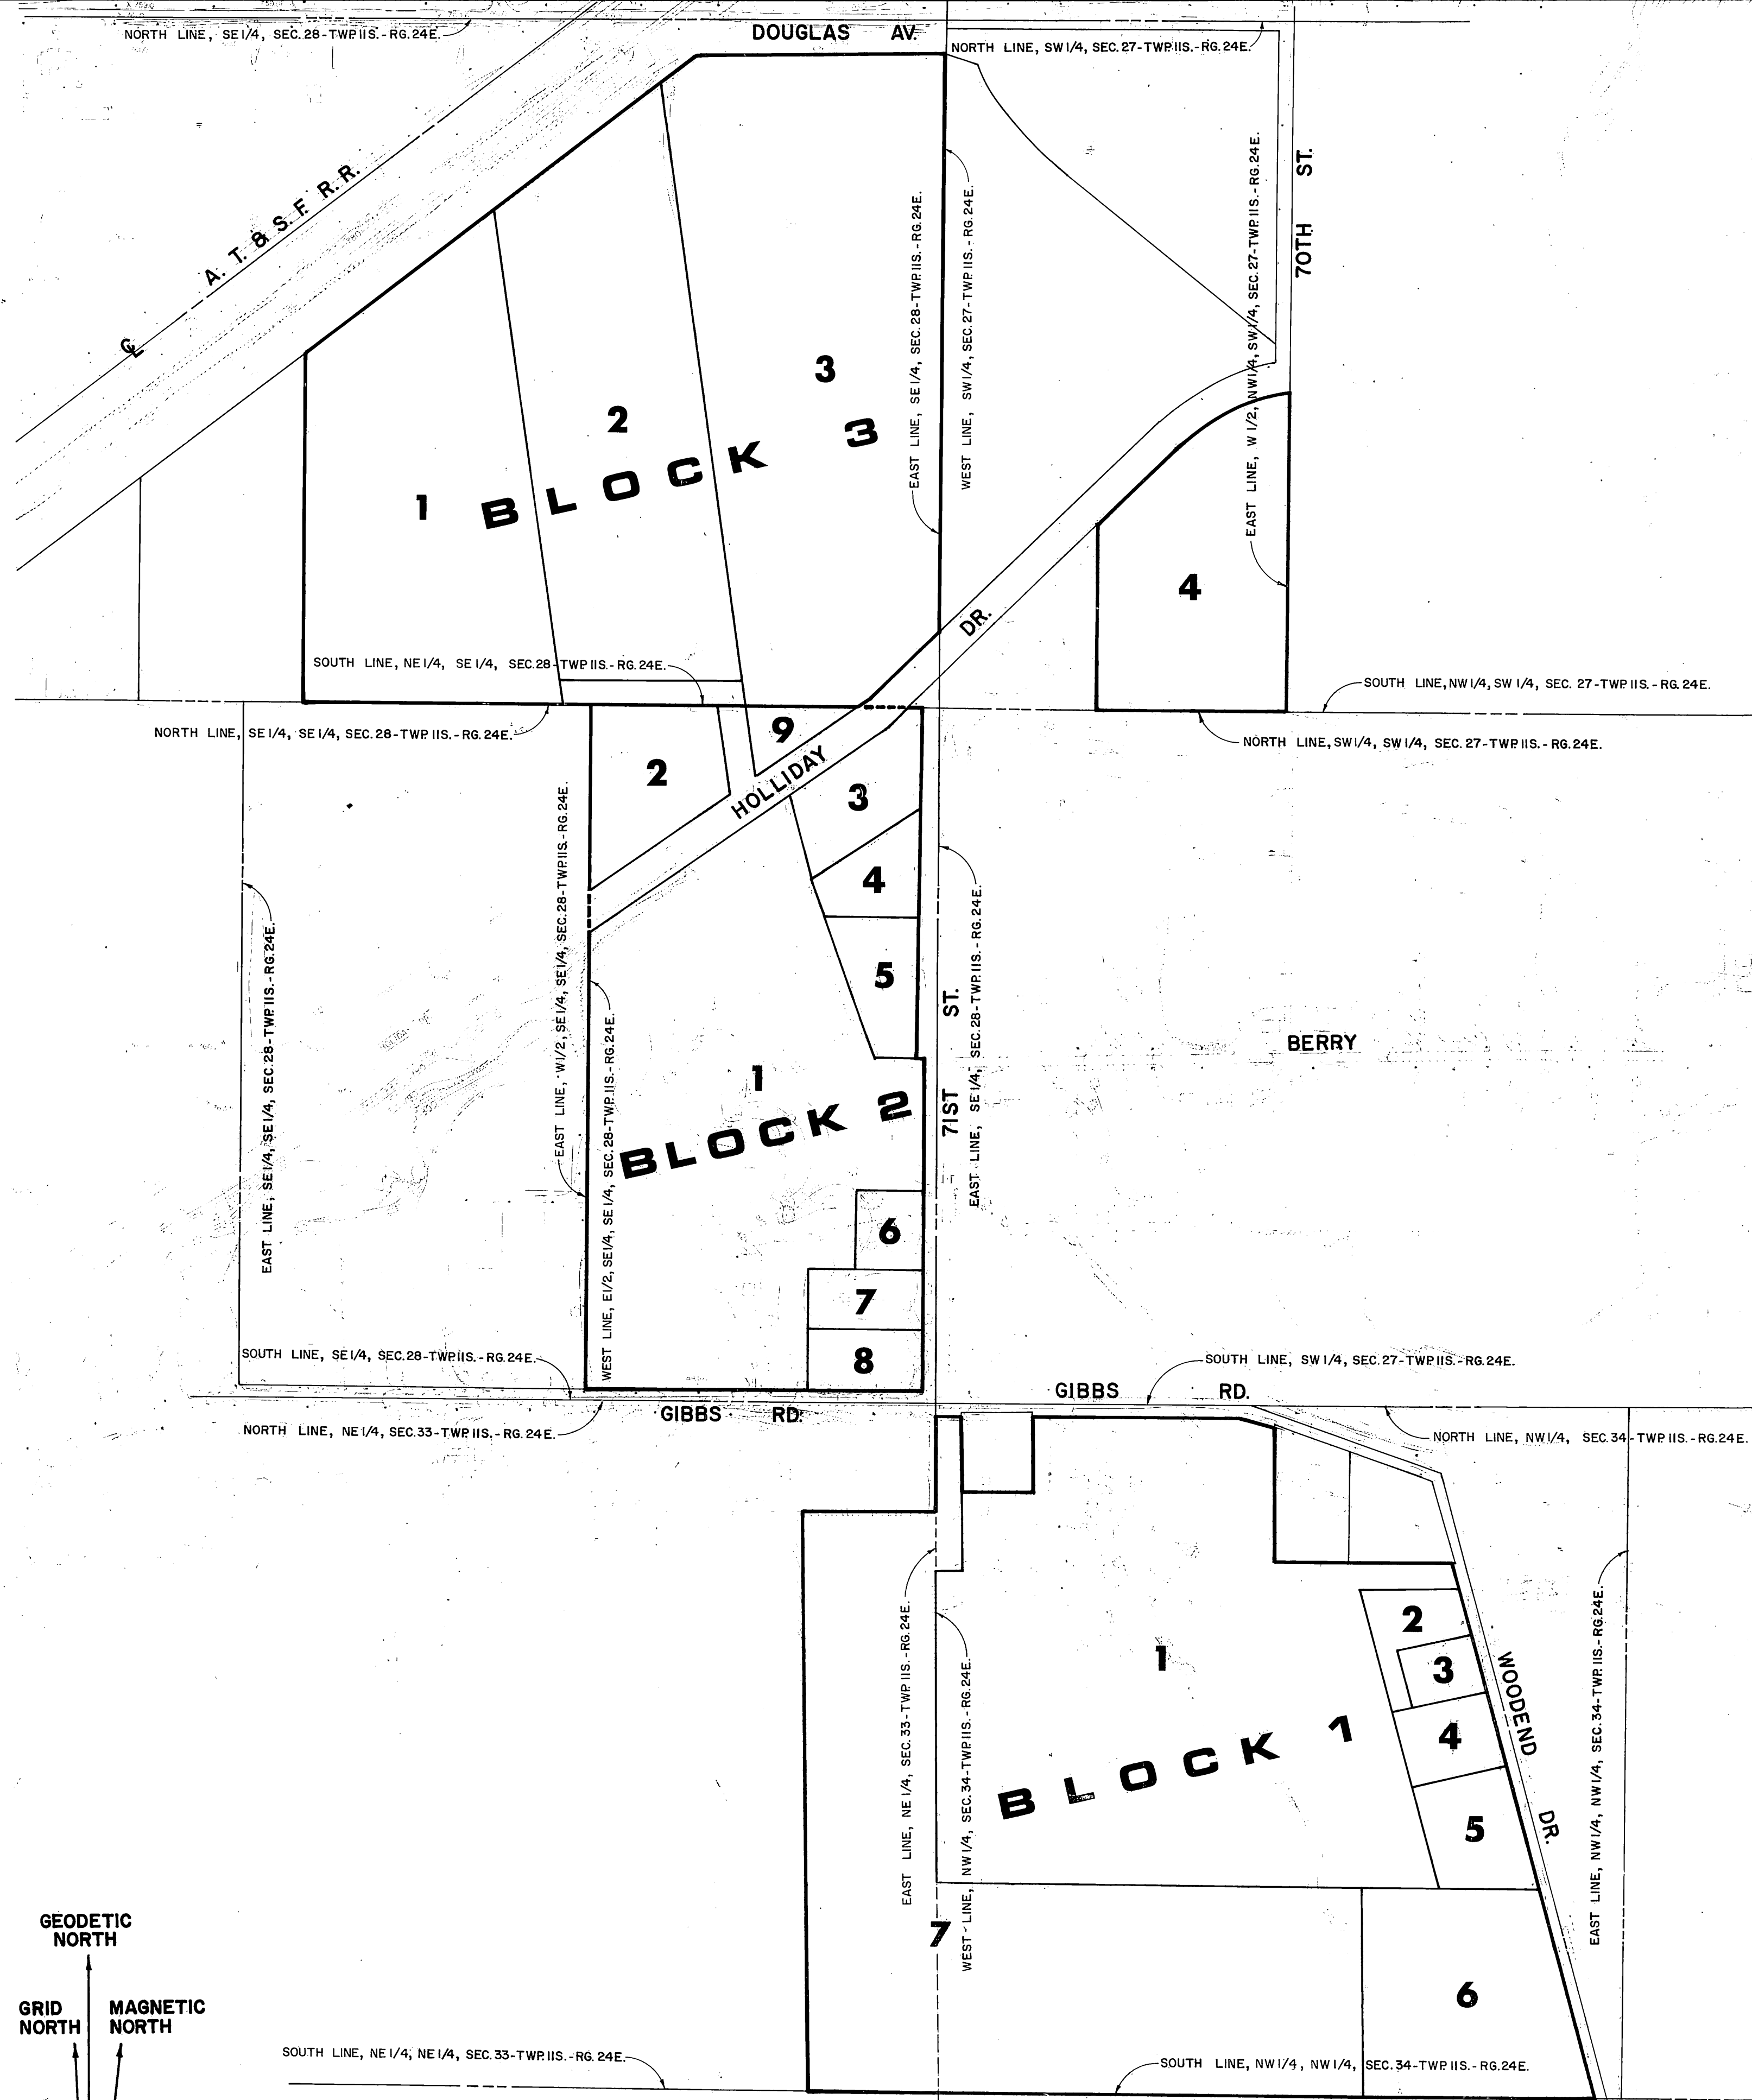 NORTH LINE, SE 1/4, SEC. 28-TWP. 11S.-RG. 24E.
DOUGLAS AV.
NORTH LINE, SW 1/4, SEC. 27-TWP. 11S.-RG. 24E.
A. T. & S. F. R. R.
70TH ST.
EAST LINE, W 1/2, NW 1/4, SW 1/4, SEC. 27-TWP. 11S.-RG. 24E.
EAST LINE, SE 1/4, SEC. 28-TWP. 11S.-RG. 24E.
WEST LINE, SW 1/4, SEC. 27-TWP. 11S.-RG. 24E.
3
2
BLOCK 3
1
4
DR.
SOUTH LINE, NE 1/4, SE 1/4, SEC. 28-TWP. 11S.-RG. 24E.
SOUTH LINE, NW 1/4, SW 1/4, SEC. 27-TWP. 11S.-RG. 24E.
NORTH LINE, SE 1/4, SE 1/4, SEC. 28-TWP. 11S.-RG. 24E.
NORTH LINE, SW 1/4, SW 1/4, SEC. 27-TWP. 11S.-RG. 24E.
9
2
HOLLIDAY
3
4
5
EAST LINE, SE 1/4, SE 1/4, SEC. 28-TWP. 11S.-RG. 24E.
EAST LINE, W 1/2, SE 1/4, SE 1/4, SEC. 28-TWP. 11S.-RG. 24E.
WEST LINE, E 1/2, SE 1/4, SE 1/4, SEC. 28-TWP. 11S.-RG. 24E.
71ST ST.
EAST LINE, SE 1/4, SEC. 28-TWP. 11S.-RG. 24E.
BERRY
1
BLOCK 2
6
7
8
SOUTH LINE, SE 1/4, SEC. 28-TWP. 11S.-RG. 24E.
SOUTH LINE, SW 1/4, SEC. 27-TWP. 11S.-RG. 24E.
GIBBS RD.
GIBBS RD.
NORTH LINE, NE 1/4, SEC. 33-TWP. 11S.-RG. 24E.
NORTH LINE, NW 1/4, SEC. 34-TWP. 11S.-RG. 24E.
EAST LINE, NE 1/4, SEC. 33-TWP. 11S.-RG. 24E.
WEST LINE, NW 1/4, SEC. 34-TWP. 11S.-RG. 24E.
1
2
3
4
5
BLOCK 1
WOODEND DR.
EAST LINE, NW 1/4, NW 1/4, SEC. 34-TWP. 11S.-RG. 24E.
7
6
GEODETIC
NORTH
GRID
NORTH
MAGNETIC
NORTH
SOUTH LINE, NE 1/4, NE 1/4, SEC. 33-TWP. 11S.-RG. 24E.
SOUTH LINE, NW 1/4, NW 1/4, SEC. 34-TWP. 11S.-RG. 24E.